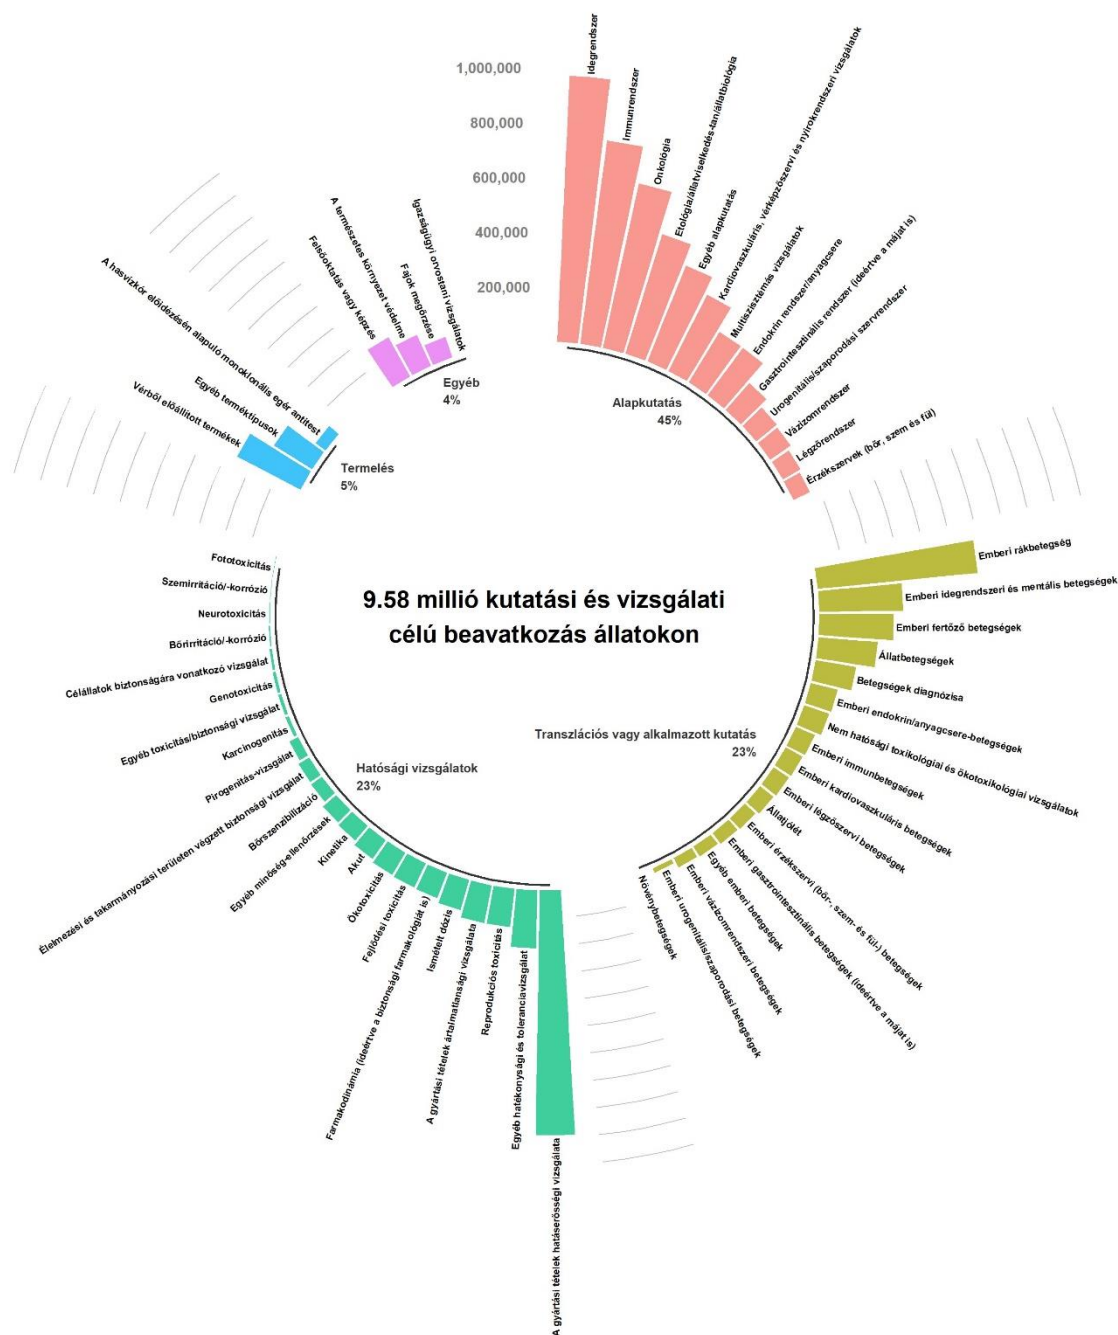 1,000,000
800,000
600,000
400,000
200,000
Idegrendszer
Immunrendszer
Onkológia
Etológia/állatviselkedés-tan/állatbiológia
Egyéb alapkutatás
Kardiovaszkuláris, vérképzőszervi és nyirokrendszeri vizsgálatok
Multiszisztémás vizsgálatok
Endokrin rendszer/anyagcsere
Gasztrointesztinális rendszer (ideértve a májat is)
Urogenitális/szaporodási szervrendszer
Vázizomrendszer
Légzőrendszer
Érzékszervek (bőr, szem és fül)
Alapkutatás
45%
Emberi rákbetegség
Emberi idegrendszeri és mentális betegségek
Emberi fertőző betegségek
Állatbetegségek
Betegségek diagnózisa
Emberi endokrin/anyagcsere-betegségek
Nem hatósági toxikológiai és ökotoxikológiai vizsgálatok
Emberi immunbetegségek
Emberi kardiovaszkuláris betegségek
Emberi légzőszervi betegségek
Állatjólét
Emberi érzékszervi (bőr-, szem- és fül-) betegségek
Emberi gasztrointesztinális betegségek (ideértve a májat is)
Egyéb emberi betegségek
Emberi vázizomrendszeri betegségek
Emberi urogenitális/szaporodási betegségek
Növénybetegségek
Transzlációs vagy alkalmazott kutatás
23%
A gyártási tételek hatáserősségi vizsgálata
Egyéb hatékonysági és toleranciavizsgálat
Reprodukciós toxicitás
A gyártási tételek ártalmatlansági vizsgálata
Ismételt dózis
Farmakodinámia (ideértve a biztonsági farmakológiát is)
Fejlődési toxicitás
Ökotoxicitás
Akut
Kinetika
Egyéb minőség-ellenőrzések
Bőrszenzibilizáció
Élelmezési és takarmányozási területen végzett biztonsági vizsgálat
Pirogenitás-vizsgálat
Karcinogenitás
Egyéb toxicitás/biztonsági vizsgálat
Genotoxicitás
Célállatok biztonságára vonatkozó vizsgálat
Bőrirritáció/-korrózió
Neurotoxicitás
Szemirritáció/-korrózió
Fototoxicitás
Hatósági vizsgálatok
23%
Vérből előállított termékek
Egyéb terméktípusok
A hasvízkór előidézésén alapuló monoklonális egér antitest
Termelés
5%
Felsőoktatás vagy képzés
A természetes környezet védelme
Fajok megőrzése
Igazságügyi orvostani vizsgálatok
Egyéb
4%
9.58 millió kutatási és vizsgálati
célú beavatkozás állatokon